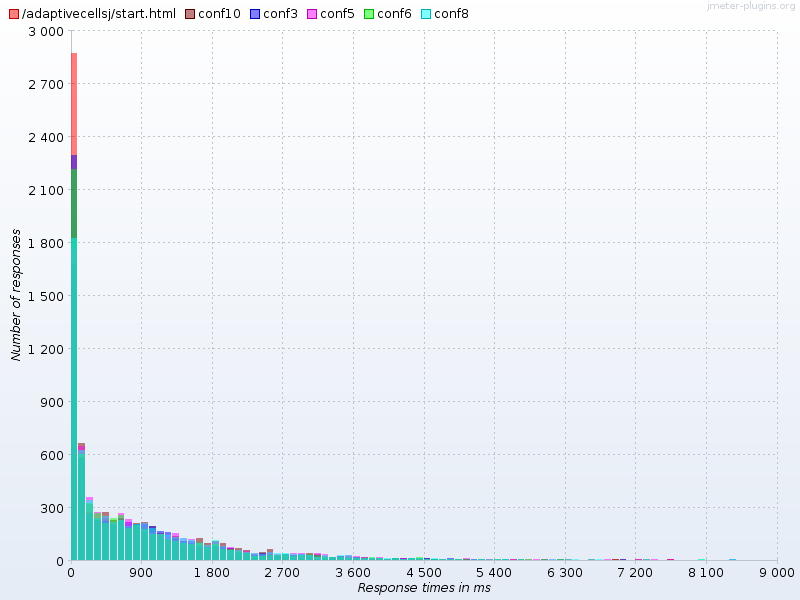 jmeter-plugins.org
/adaptivecellsj/start.html conf10 conf3 conf5 conf6 conf8
3 000
2 700
2 400
2 100
1 800
1 500
1 200
900
600
300
0
Number of responses
0 900 1 800 2 700 3 600 4 500 5 400 6 300 7 200 8 100 9 000
Response times in ms